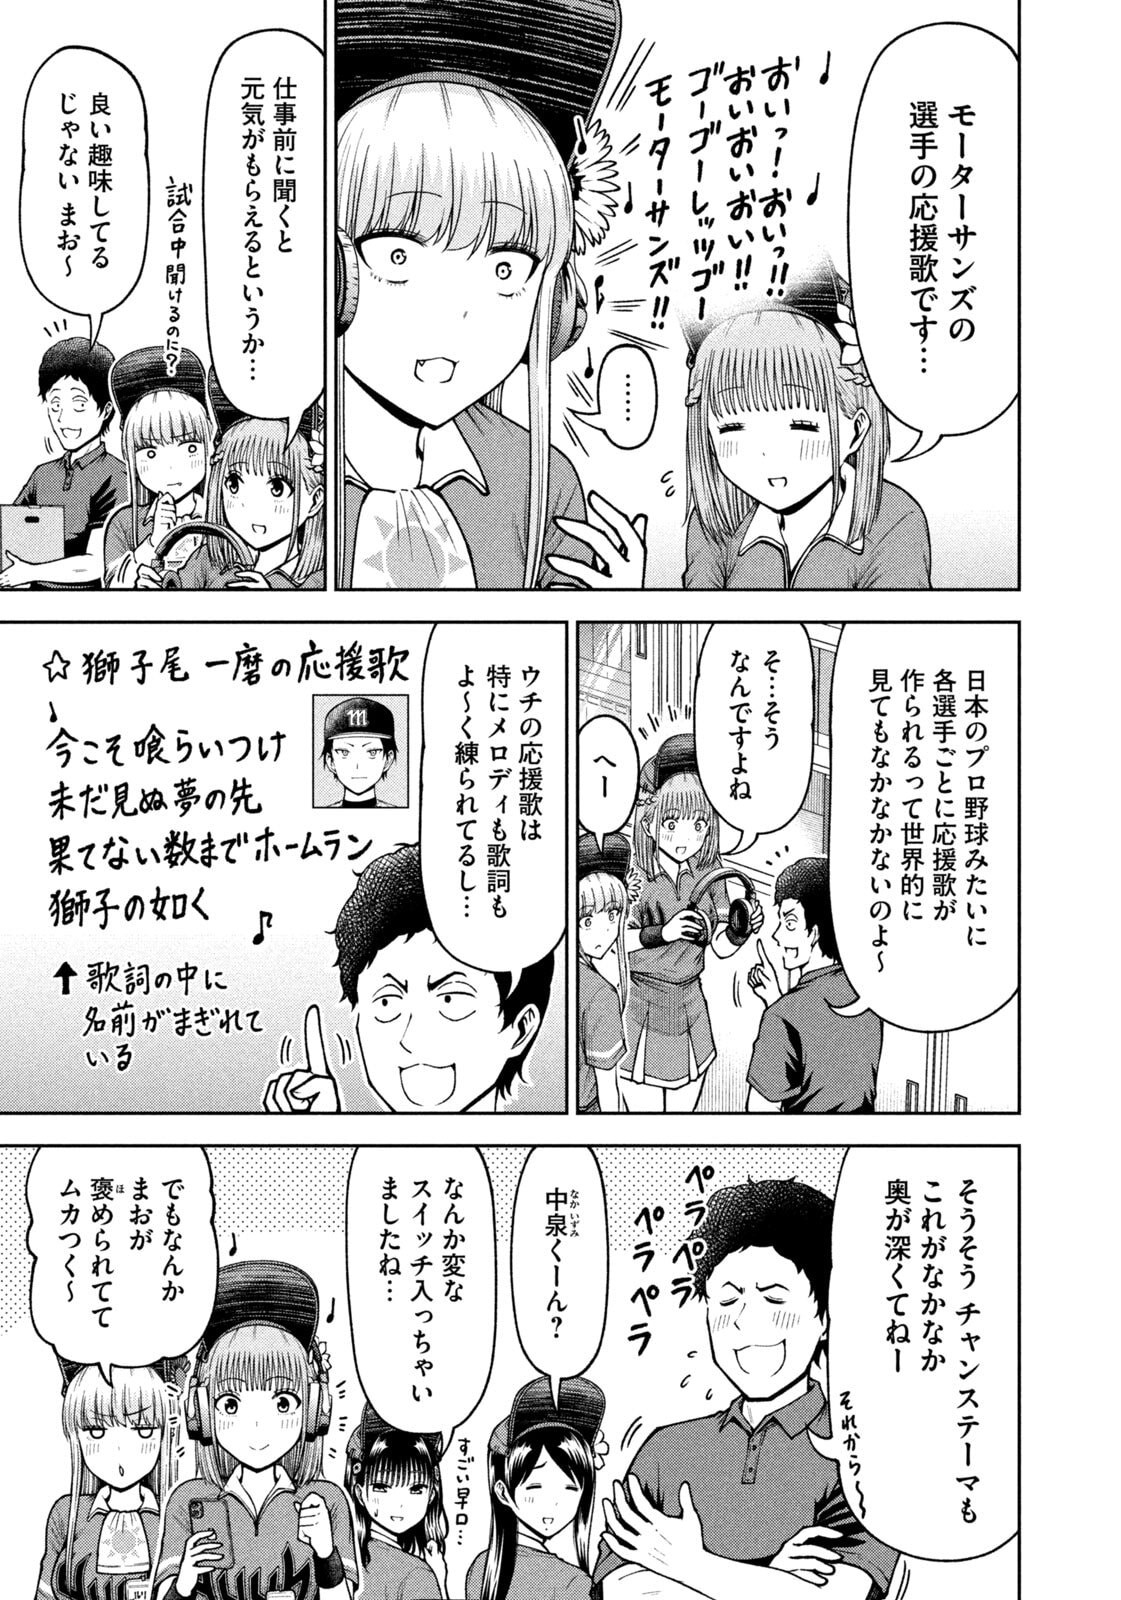 モーターサンズの
選手の応援歌です…
おいっ!おいっ!!
おいおいおい!!
ゴーゴーレッツゴー
モーターサンズ!!
……
仕事前に聞くと
元気がもらえるというか…
試合中聞けるのに?
良い趣味してる
じゃない まお〜
日本のプロ野球みたいに
各選手ごとに応援歌が
作られるって世界的に
見てもなかなかないのよ〜
そ…そう
なんですよね
へー
ウチの応援歌は
特にメロディも歌詞も
よ〜く練られてるし…
☆獅子尾 一磨の応援歌
♪
今こそ喰らいつけ
未だ見ぬ夢の先
果てない数までホームラン
獅子の如く
♪
m
↑歌詞の中に
名前がまぎれて
いる
そうそう チャンステーマも
これがなかなか
奥が深くてねー
それから〜
ペラペラ
ペラペラ
中泉くーん?
なかいずみ
なんか変な
スイッチ入っちゃい
ましたね…
すごい早口…
でもなんか
まおが
褒められてて
ほ
ムカつく〜